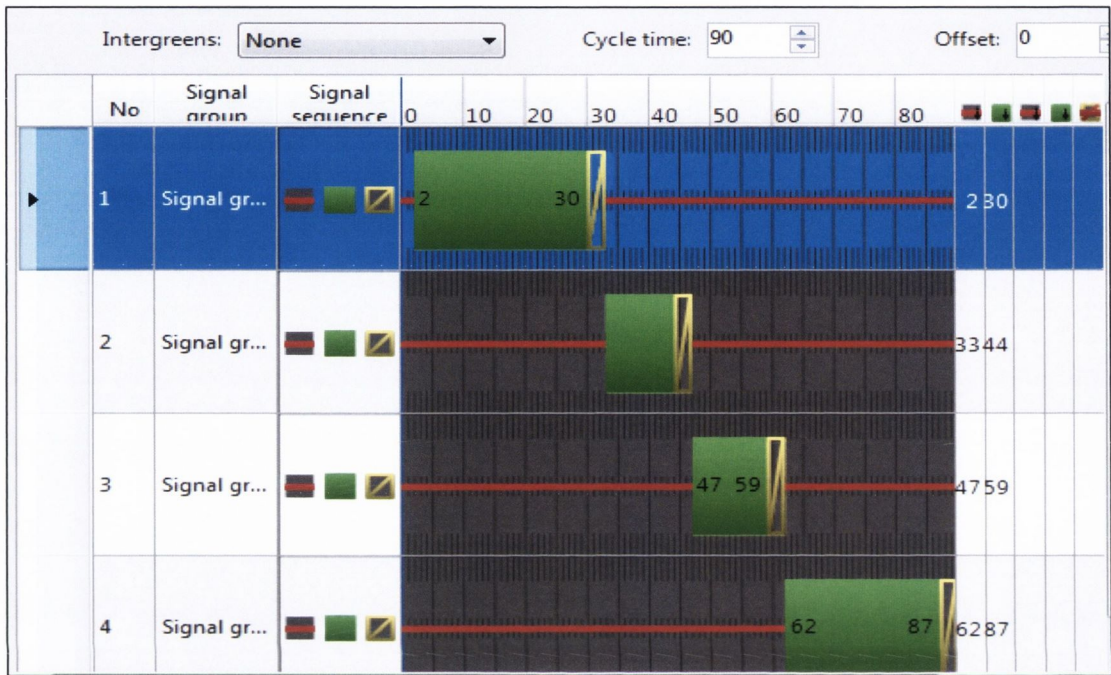 Intergreens: None Cycle time: 90 Offset: 0
No Signal group Signal sequence 0 10 20 30 40 50 60 70 80
1 Signal gr... 2 30 2 30
2 Signal gr... 33 44
3 Signal gr... 47 59 47 59
4 Signal gr... 62 87 62 87